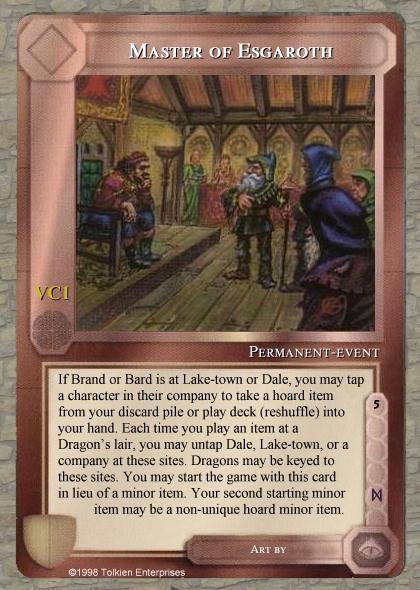 MASTER OF ESGAROTH
VC1
PERMANENT-EVENT
If Brand or Bard is at Lake-town or Dale, you may tap
a character in their company to take a hoard item
from your discard pile or play deck (reshuffle) into
your hand. Each time you play an item at a
Dragon's lair, you may untap Dale, Lake-town, or a
company at these sites. Dragons may be keyed to
these sites. You may start the game with this card
in lieu of a minor item. Your second starting minor
item may be a non-unique hoard minor item.
5
ART BY
©1998 Tolkien Enterprises